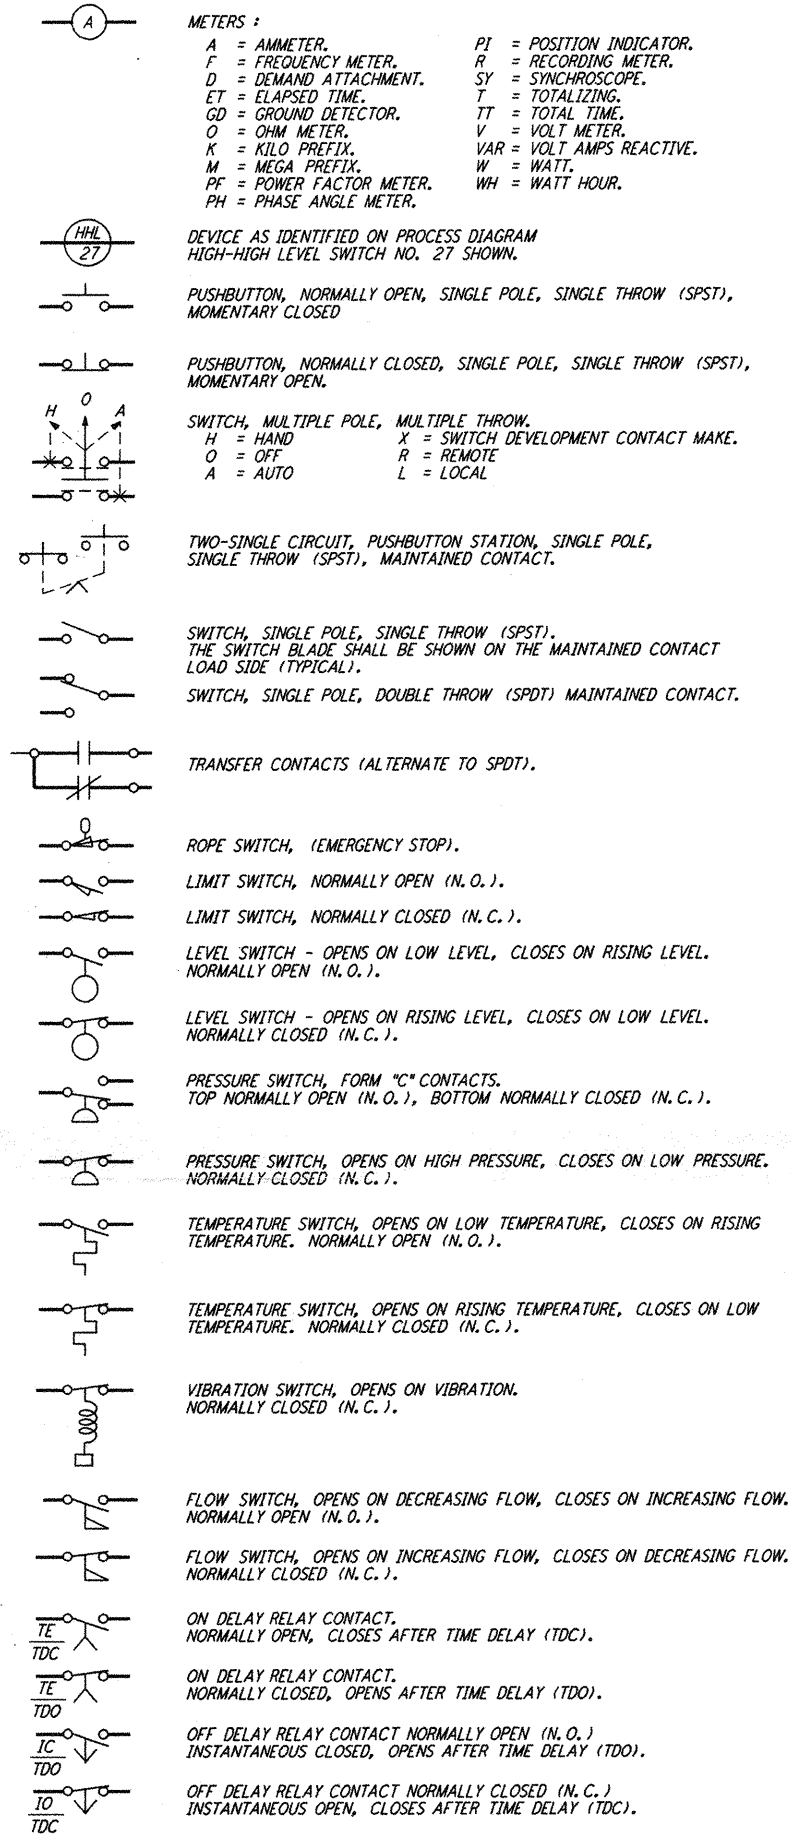 A
METERS :
A = AMMETER.
F = FREQUENCY METER.
D = DEMAND ATTACHMENT.
ET = ELAPSED TIME.
GD = GROUND DETECTOR.
O = OHM METER.
K = KILO PREFIX.
M = MEGA PREFIX.
PF = POWER FACTOR METER.
PH = PHASE ANGLE METER.
PI = POSITION INDICATOR.
R = RECORDING METER.
SY = SYNCHROSCOPE.
T = TOTALIZING.
TT = TOTAL TIME.
V = VOLT METER.
VAR = VOLT AMPS REACTIVE.
W = WATT.
WH = WATT HOUR.
HHL
27
DEVICE AS IDENTIFIED ON PROCESS DIAGRAM
HIGH-HIGH LEVEL SWITCH NO. 27 SHOWN.
PUSHBUTTON, NORMALLY OPEN, SINGLE POLE, SINGLE THROW (SPST),
MOMENTARY CLOSED
PUSHBUTTON, NORMALLY CLOSED, SINGLE POLE, SINGLE THROW (SPST),
MOMENTARY OPEN.
H O A
SWITCH, MULTIPLE POLE, MULTIPLE THROW.
H = HAND X = SWITCH DEVELOPMENT CONTACT MAKE.
O = OFF R = REMOTE
A = AUTO L = LOCAL
TWO-SINGLE CIRCUIT, PUSHBUTTON STATION, SINGLE POLE,
SINGLE THROW (SPST), MAINTAINED CONTACT.
SWITCH, SINGLE POLE, SINGLE THROW (SPST).
THE SWITCH BLADE SHALL BE SHOWN ON THE MAINTAINED CONTACT
LOAD SIDE (TYPICAL).
SWITCH, SINGLE POLE, DOUBLE THROW (SPDT) MAINTAINED CONTACT.
TRANSFER CONTACTS (ALTERNATE TO SPDT).
ROPE SWITCH, (EMERGENCY STOP).
LIMIT SWITCH, NORMALLY OPEN (N.O.).
LIMIT SWITCH, NORMALLY CLOSED (N.C.).
LEVEL SWITCH - OPENS ON LOW LEVEL, CLOSES ON RISING LEVEL.
NORMALLY OPEN (N.O.).
LEVEL SWITCH - OPENS ON RISING LEVEL, CLOSES ON LOW LEVEL.
NORMALLY CLOSED (N.C.).
PRESSURE SWITCH, FORM "C" CONTACTS.
TOP NORMALLY OPEN (N.O.), BOTTOM NORMALLY CLOSED (N.C.).
PRESSURE SWITCH, OPENS ON HIGH PRESSURE, CLOSES ON LOW PRESSURE.
NORMALLY CLOSED (N.C.).
TEMPERATURE SWITCH, OPENS ON LOW TEMPERATURE, CLOSES ON RISING
TEMPERATURE. NORMALLY OPEN (N.O.).
TEMPERATURE SWITCH, OPENS ON RISING TEMPERATURE, CLOSES ON LOW
TEMPERATURE. NORMALLY CLOSED (N.C.).
VIBRATION SWITCH, OPENS ON VIBRATION.
NORMALLY CLOSED (N.C.).
FLOW SWITCH, OPENS ON DECREASING FLOW, CLOSES ON INCREASING FLOW.
NORMALLY OPEN (N.O.).
FLOW SWITCH, OPENS ON INCREASING FLOW, CLOSES ON DECREASING FLOW.
NORMALLY CLOSED (N.C.).
TE
TDC
ON DELAY RELAY CONTACT.
NORMALLY OPEN, CLOSES AFTER TIME DELAY (TDC).
TE
TDO
ON DELAY RELAY CONTACT.
NORMALLY CLOSED, OPENS AFTER TIME DELAY (TDO).
IC
TDO
OFF DELAY RELAY CONTACT NORMALLY OPEN (N.O.)
INSTANTANEOUS CLOSED, OPENS AFTER TIME DELAY (TDO).
IO
TDC
OFF DELAY RELAY CONTACT NORMALLY CLOSED (N.C.)
INSTANTANEOUS OPEN, CLOSES AFTER TIME DELAY (TDC).